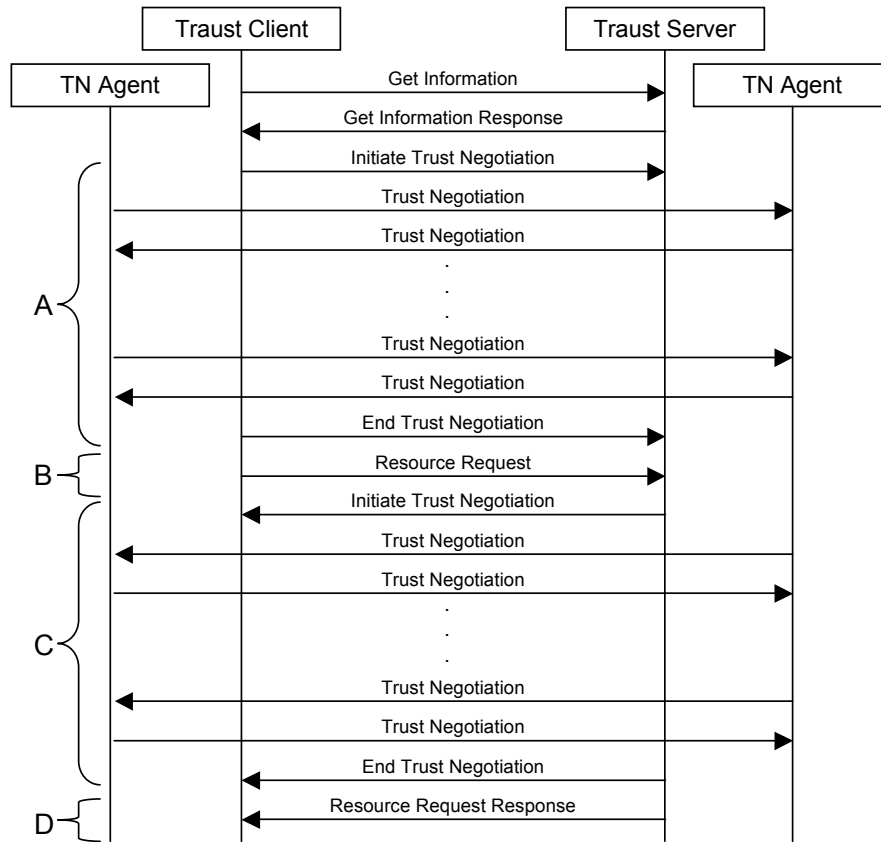 Traust Client
Traust Server
TN Agent
TN Agent
Get Information
Get Information Response
Initiate Trust Negotiation
Trust Negotiation
Trust Negotiation
.
.
.
A
Trust Negotiation
Trust Negotiation
End Trust Negotiation
B
Resource Request
Initiate Trust Negotiation
Trust Negotiation
Trust Negotiation
.
.
.
C
Trust Negotiation
Trust Negotiation
End Trust Negotiation
D
Resource Request Response